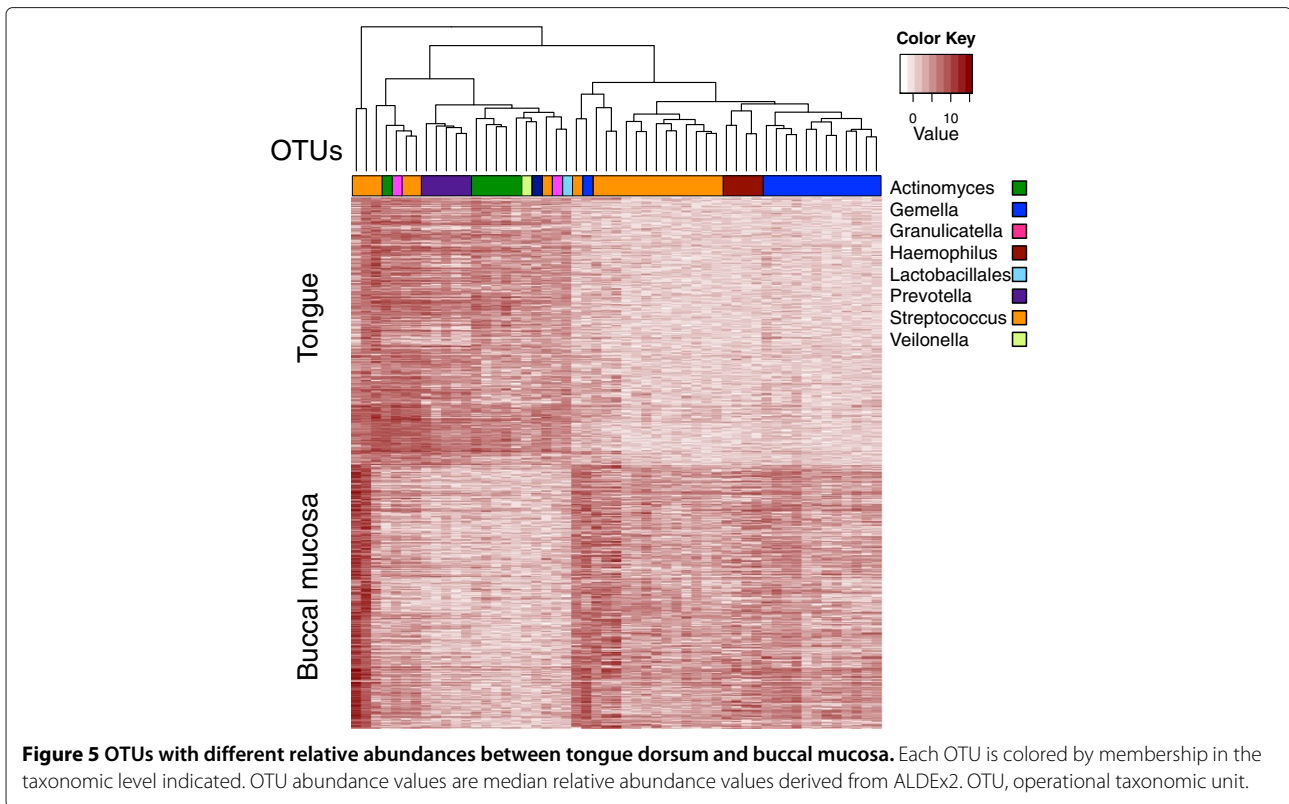 Color Key
0 10
Value
OTUs
Actinomyces
Gemella
Granulicatella
Haemophilus
Lactobacillales
Prevotella
Streptococcus
Veilonella
Tongue
Buccal mucosa
Figure 5 OTUs with different relative abundances between tongue dorsum and buccal mucosa. Each OTU is colored by membership in the
taxonomic level indicated. OTU abundance values are median relative abundance values derived from ALDEx2. OTU, operational taxonomic unit.